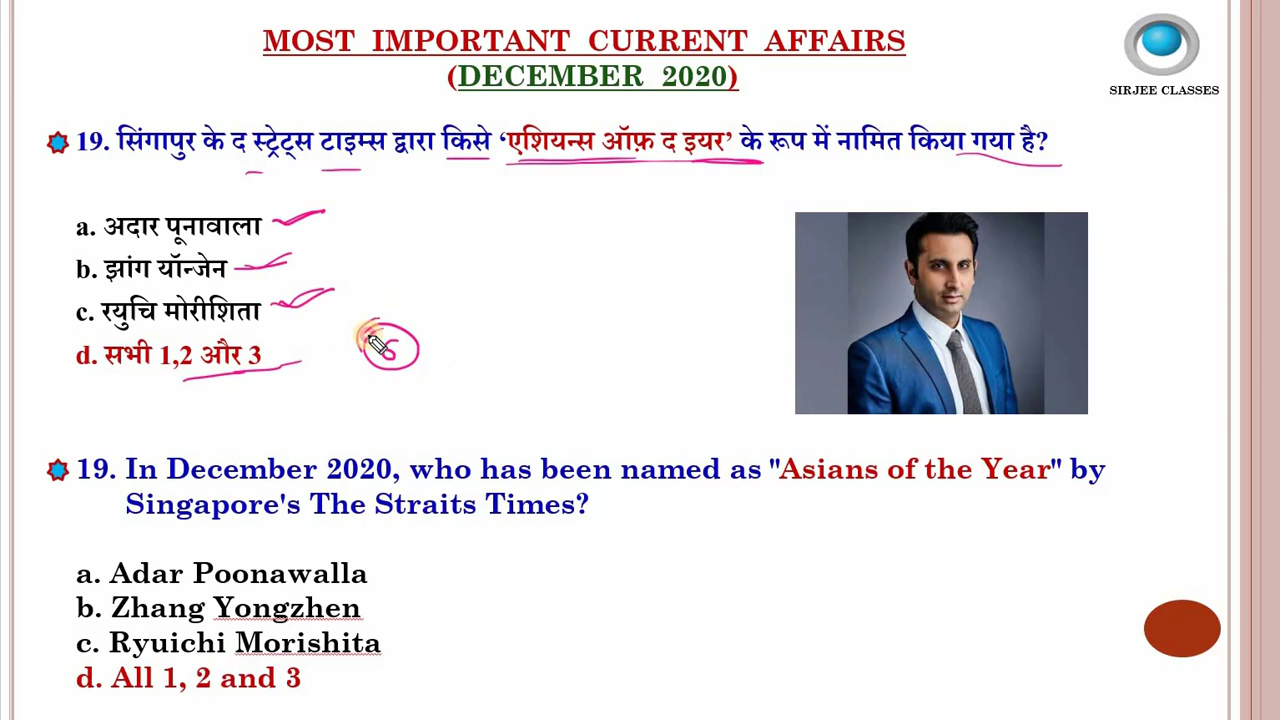 MOST IMPORTANT CURRENT AFFAIRS
(DECEMBER 2020)
SIRJEE CLASSES
19. सिंगापुर के द स्ट्रेट्स टाइम्स द्वारा किसे ‘एशियन्स ऑफ़ द इयर’ के रूप में नामित किया गया है?
a. अदार पूनावाला
b. झांग यॉन्जेन
c. रयुचि मोरीशिता
d. सभी 1,2 और 3
6
19. In December 2020, who has been named as "Asians of the Year" by
Singapore's The Straits Times?
a. Adar Poonawalla
b. Zhang Yongzhen
c. Ryuichi Morishita
d. All 1, 2 and 3